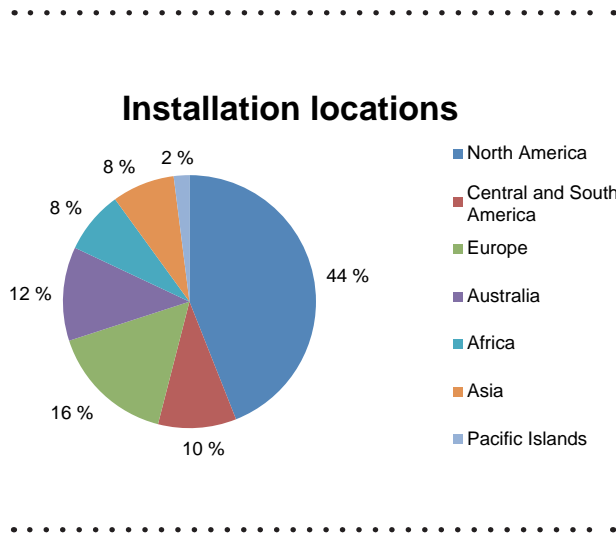 Installation locations
2 %
8 %
8 %
12 %
16 %
10 %
44 %
North America
Central and South
America
Europe
Australia
Africa
Asia
Pacific Islands